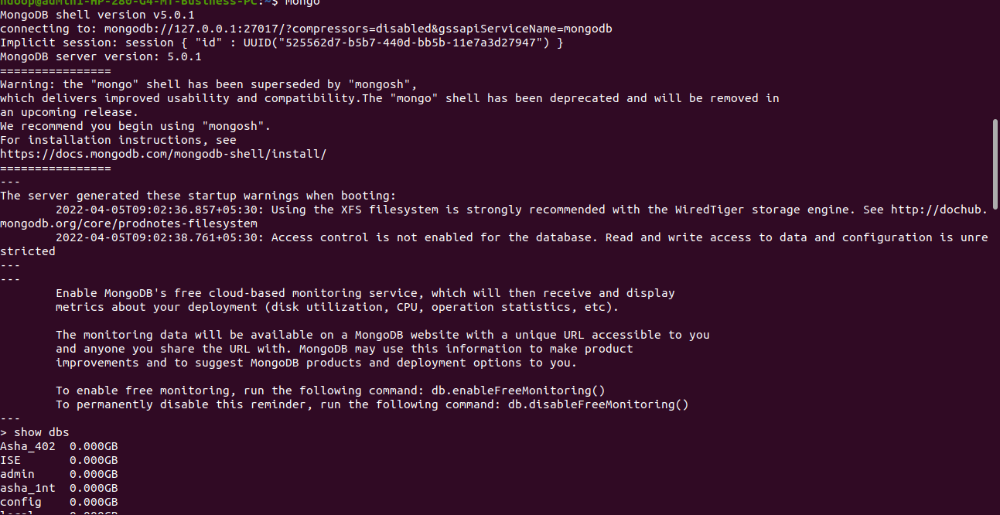 hdoop@admin1-HP-280-G4-MT-Business-PC:~$ mongo
MongoDB shell version v5.0.1
connecting to: mongodb://127.0.0.1:27017/?compressors=disabled&gssapiServiceName=mongodb
Implicit session: session { "id" : UUID("525562d7-b5b7-440d-bb5b-11e7a3d27947") }
MongoDB server version: 5.0.1
================
Warning: the "mongo" shell has been superseded by "mongosh",
which delivers improved usability and compatibility.The "mongo" shell has been deprecated and will be removed in
an upcoming release.
We recommend you begin using "mongosh".
For installation instructions, see
https://docs.mongodb.com/mongodb-shell/install/
================
---
The server generated these startup warnings when booting:
        2022-04-05T09:02:36.857+05:30: Using the XFS filesystem is strongly recommended with the WiredTiger storage engine. See http://dochub.
mongodb.org/core/prodnotes-filesystem
        2022-04-05T09:02:38.761+05:30: Access control is not enabled for the database. Read and write access to data and configuration is unre
stricted
---
---
        Enable MongoDB's free cloud-based monitoring service, which will then receive and display
        metrics about your deployment (disk utilization, CPU, operation statistics, etc).

        The monitoring data will be available on a MongoDB website with a unique URL accessible to you
        and anyone you share the URL with. MongoDB may use this information to make product
        improvements and to suggest MongoDB products and deployment options to you.

        To enable free monitoring, run the following command: db.enableFreeMonitoring()
        To permanently disable this reminder, run the following command: db.disableFreeMonitoring()
---
> show dbs
Asha_402  0.000GB
ISE       0.000GB
admin     0.000GB
asha_1nt  0.000GB
config    0.000GB
local     0.000GB